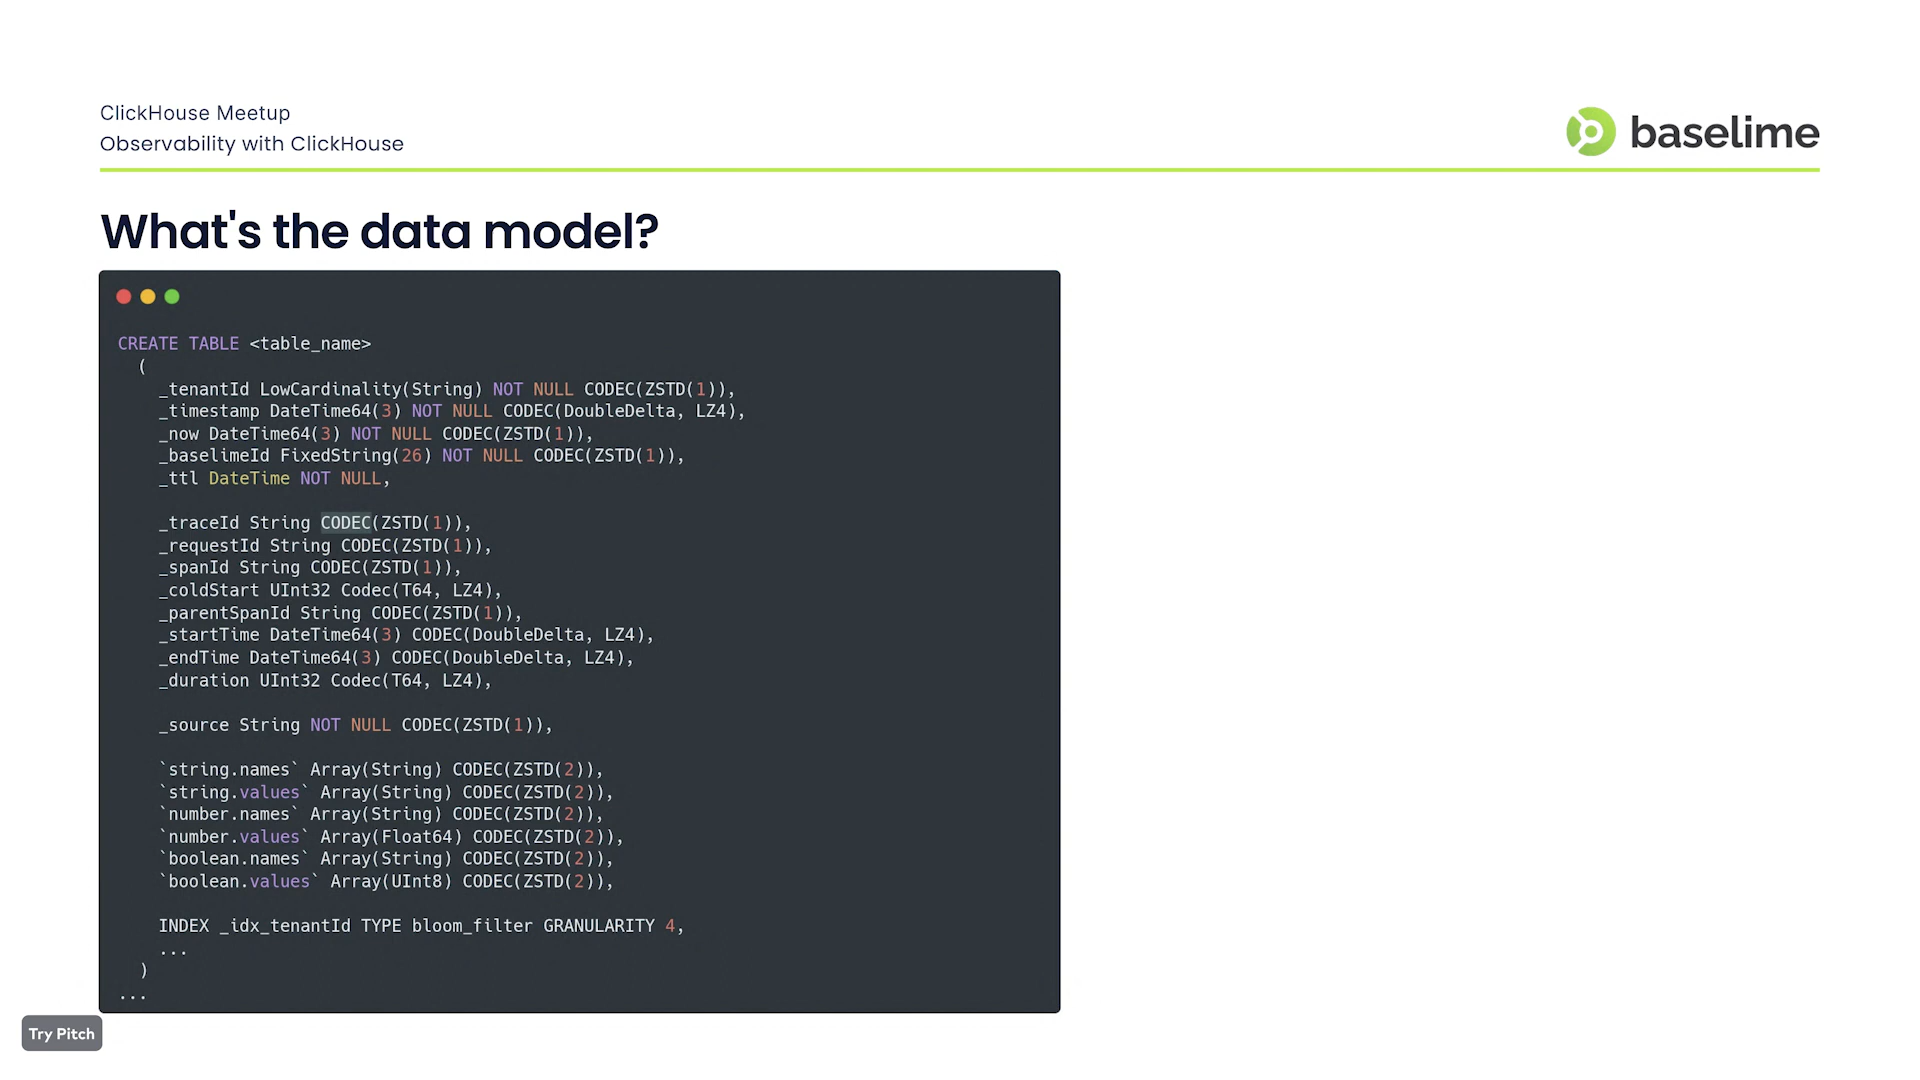 ClickHouse Meetup
Observability with ClickHouse
baselime
What's the data model?
CREATE TABLE <table_name>
(
_tenantId LowCardinality(String) NOT NULL CODEC(ZSTD(1)),
_timestamp DateTime64(3) NOT NULL CODEC(DoubleDelta, LZ4),
_now DateTime64(3) NOT NULL CODEC(ZSTD(1)),
_baselimeId FixedString(26) NOT NULL CODEC(ZSTD(1)),
_ttl DateTime NOT NULL,
_traceId String CODEC(ZSTD(1)),
_requestId String CODEC(ZSTD(1)),
_spanId String CODEC(ZSTD(1)),
_coldStart UInt32 Codec(T64, LZ4),
_parentSpanId String CODEC(ZSTD(1)),
_startTime DateTime64(3) CODEC(DoubleDelta, LZ4),
_endTime DateTime64(3) CODEC(DoubleDelta, LZ4),
_duration UInt32 Codec(T64, LZ4),
_source String NOT NULL CODEC(ZSTD(1)),
`string.names` Array(String) CODEC(ZSTD(2)),
`string.values` Array(String) CODEC(ZSTD(2)),
`number.names` Array(String) CODEC(ZSTD(2)),
`number.values` Array(Float64) CODEC(ZSTD(2)),
`boolean.names` Array(String) CODEC(ZSTD(2)),
`boolean.values` Array(UInt8) CODEC(ZSTD(2)),
INDEX _idx_tenantId TYPE bloom_filter GRANULARITY 4,
...
)
...
Try Pitch